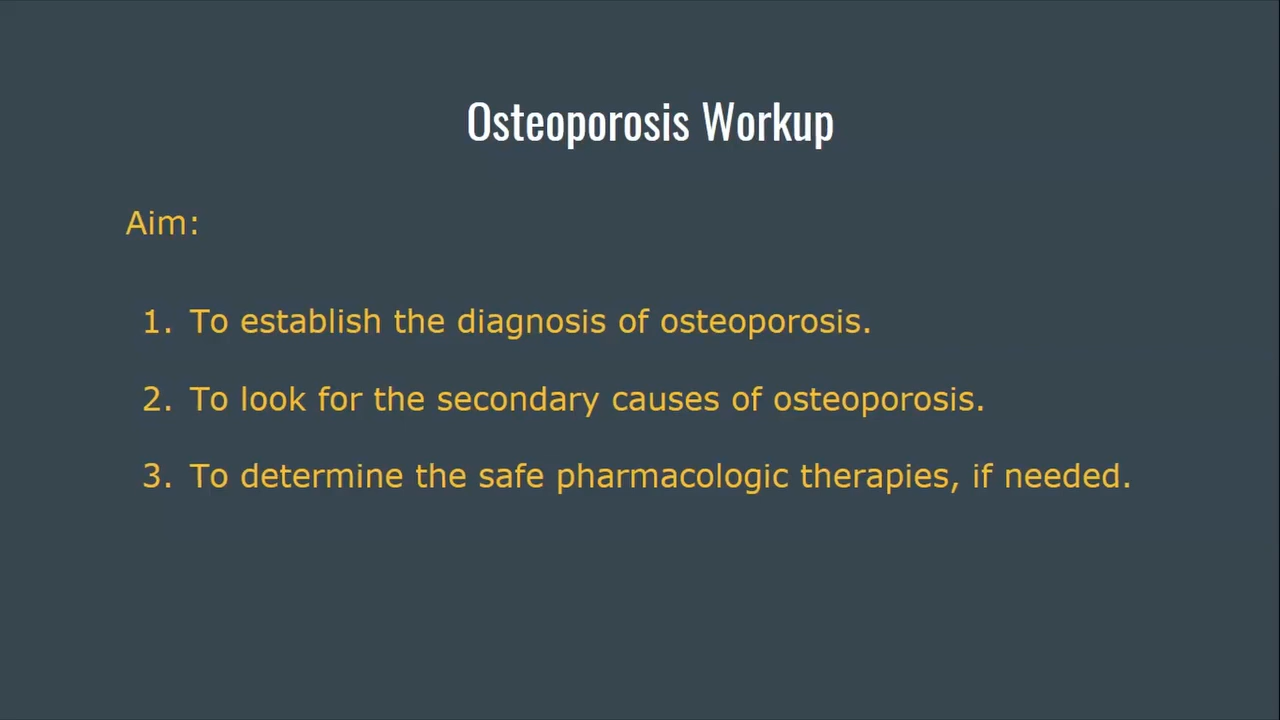 Osteoporosis Workup
Aim:
1. To establish the diagnosis of osteoporosis.
2. To look for the secondary causes of osteoporosis.
3. To determine the safe pharmacologic therapies, if needed.